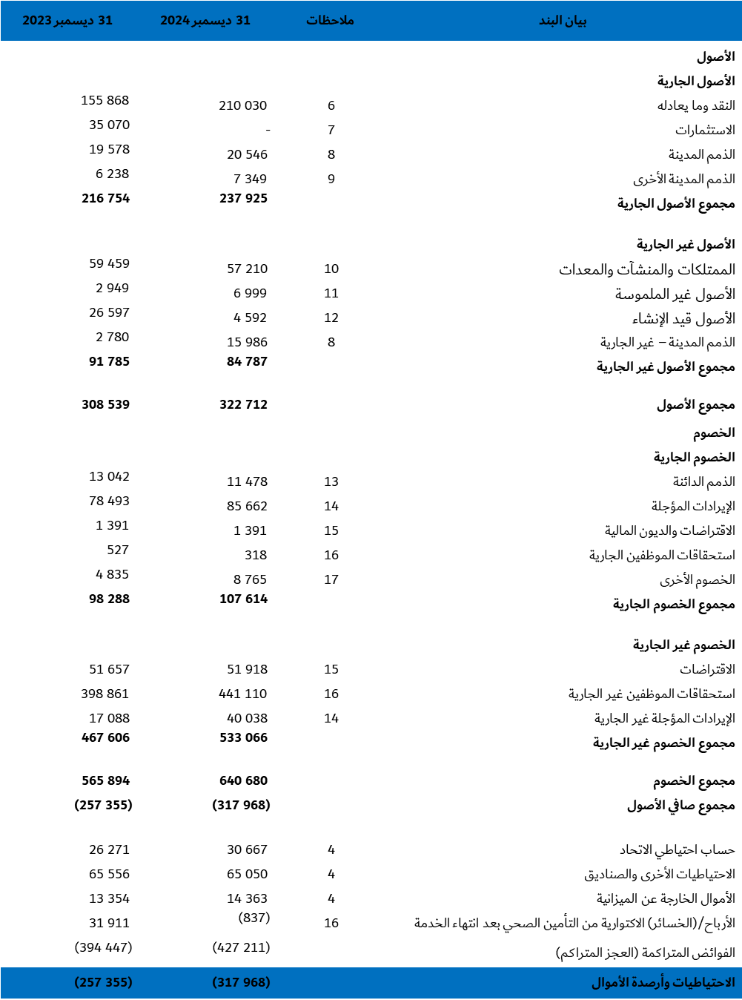 بيان البند ملاحظات 31 ديسمبر 2024 31 ديسمبر 2023
الأصول
الأصول الجارية
النقد وما يعادله 6 210 030 155 868
الاستثمارات 7 - 35 070
الذمم المدينة 8 20 546 19 578
الذمم المدينة الأخرى 9 7 349 6 238
مجموع الأصول الجارية 237 925 216 754
الأصول غير الجارية
الممتلكات والمنشآت والمعدات 10 57 210 59 459
الأصول غير الملموسة 11 6 999 2 949
الأصول قيد الإنشاء 12 4 592 26 597
الذمم المدينة – غير الجارية 8 15 986 2 780
مجموع الأصول غير الجارية 84 787 91 785
مجموع الأصول 322 712 308 539
الخصوم
الخصوم الجارية
الذمم الدائنة 13 11 478 13 042
الإيرادات المؤجلة 14 85 662 78 493
الاقتراضات والديون المالية 15 1 391 1 391
استحقاقات الموظفين الجارية 16 318 527
الخصوم الأخرى 17 8 765 4 835
مجموع الخصوم الجارية 107 614 98 288
الخصوم غير الجارية
الاقتراضات 15 51 918 51 657
استحقاقات الموظفين غير الجارية 16 441 110 398 861
الإيرادات المؤجلة غير الجارية 14 40 038 17 088
مجموع الخصوم غير الجارية 533 066 467 606
مجموع الخصوم 640 680 565 894
مجموع صافي الأصول (317 968) (257 355)
حساب احتياطي الاتحاد 4 30 667 26 271
الاحتياطيات الأخرى والصناديق 4 65 050 65 556
الأموال الخارجة عن الميزانية 4 14 363 13 354
الأرباح/(الخسائر) الاكتوارية من التأمين الصحي بعد انتهاء الخدمة 16 (837) 31 911
الفوائض المتراكمة (العجز المتراكم) (427 211) (394 447)
الاحتياطيات وأرصدة الأموال (317 968) (257 355)